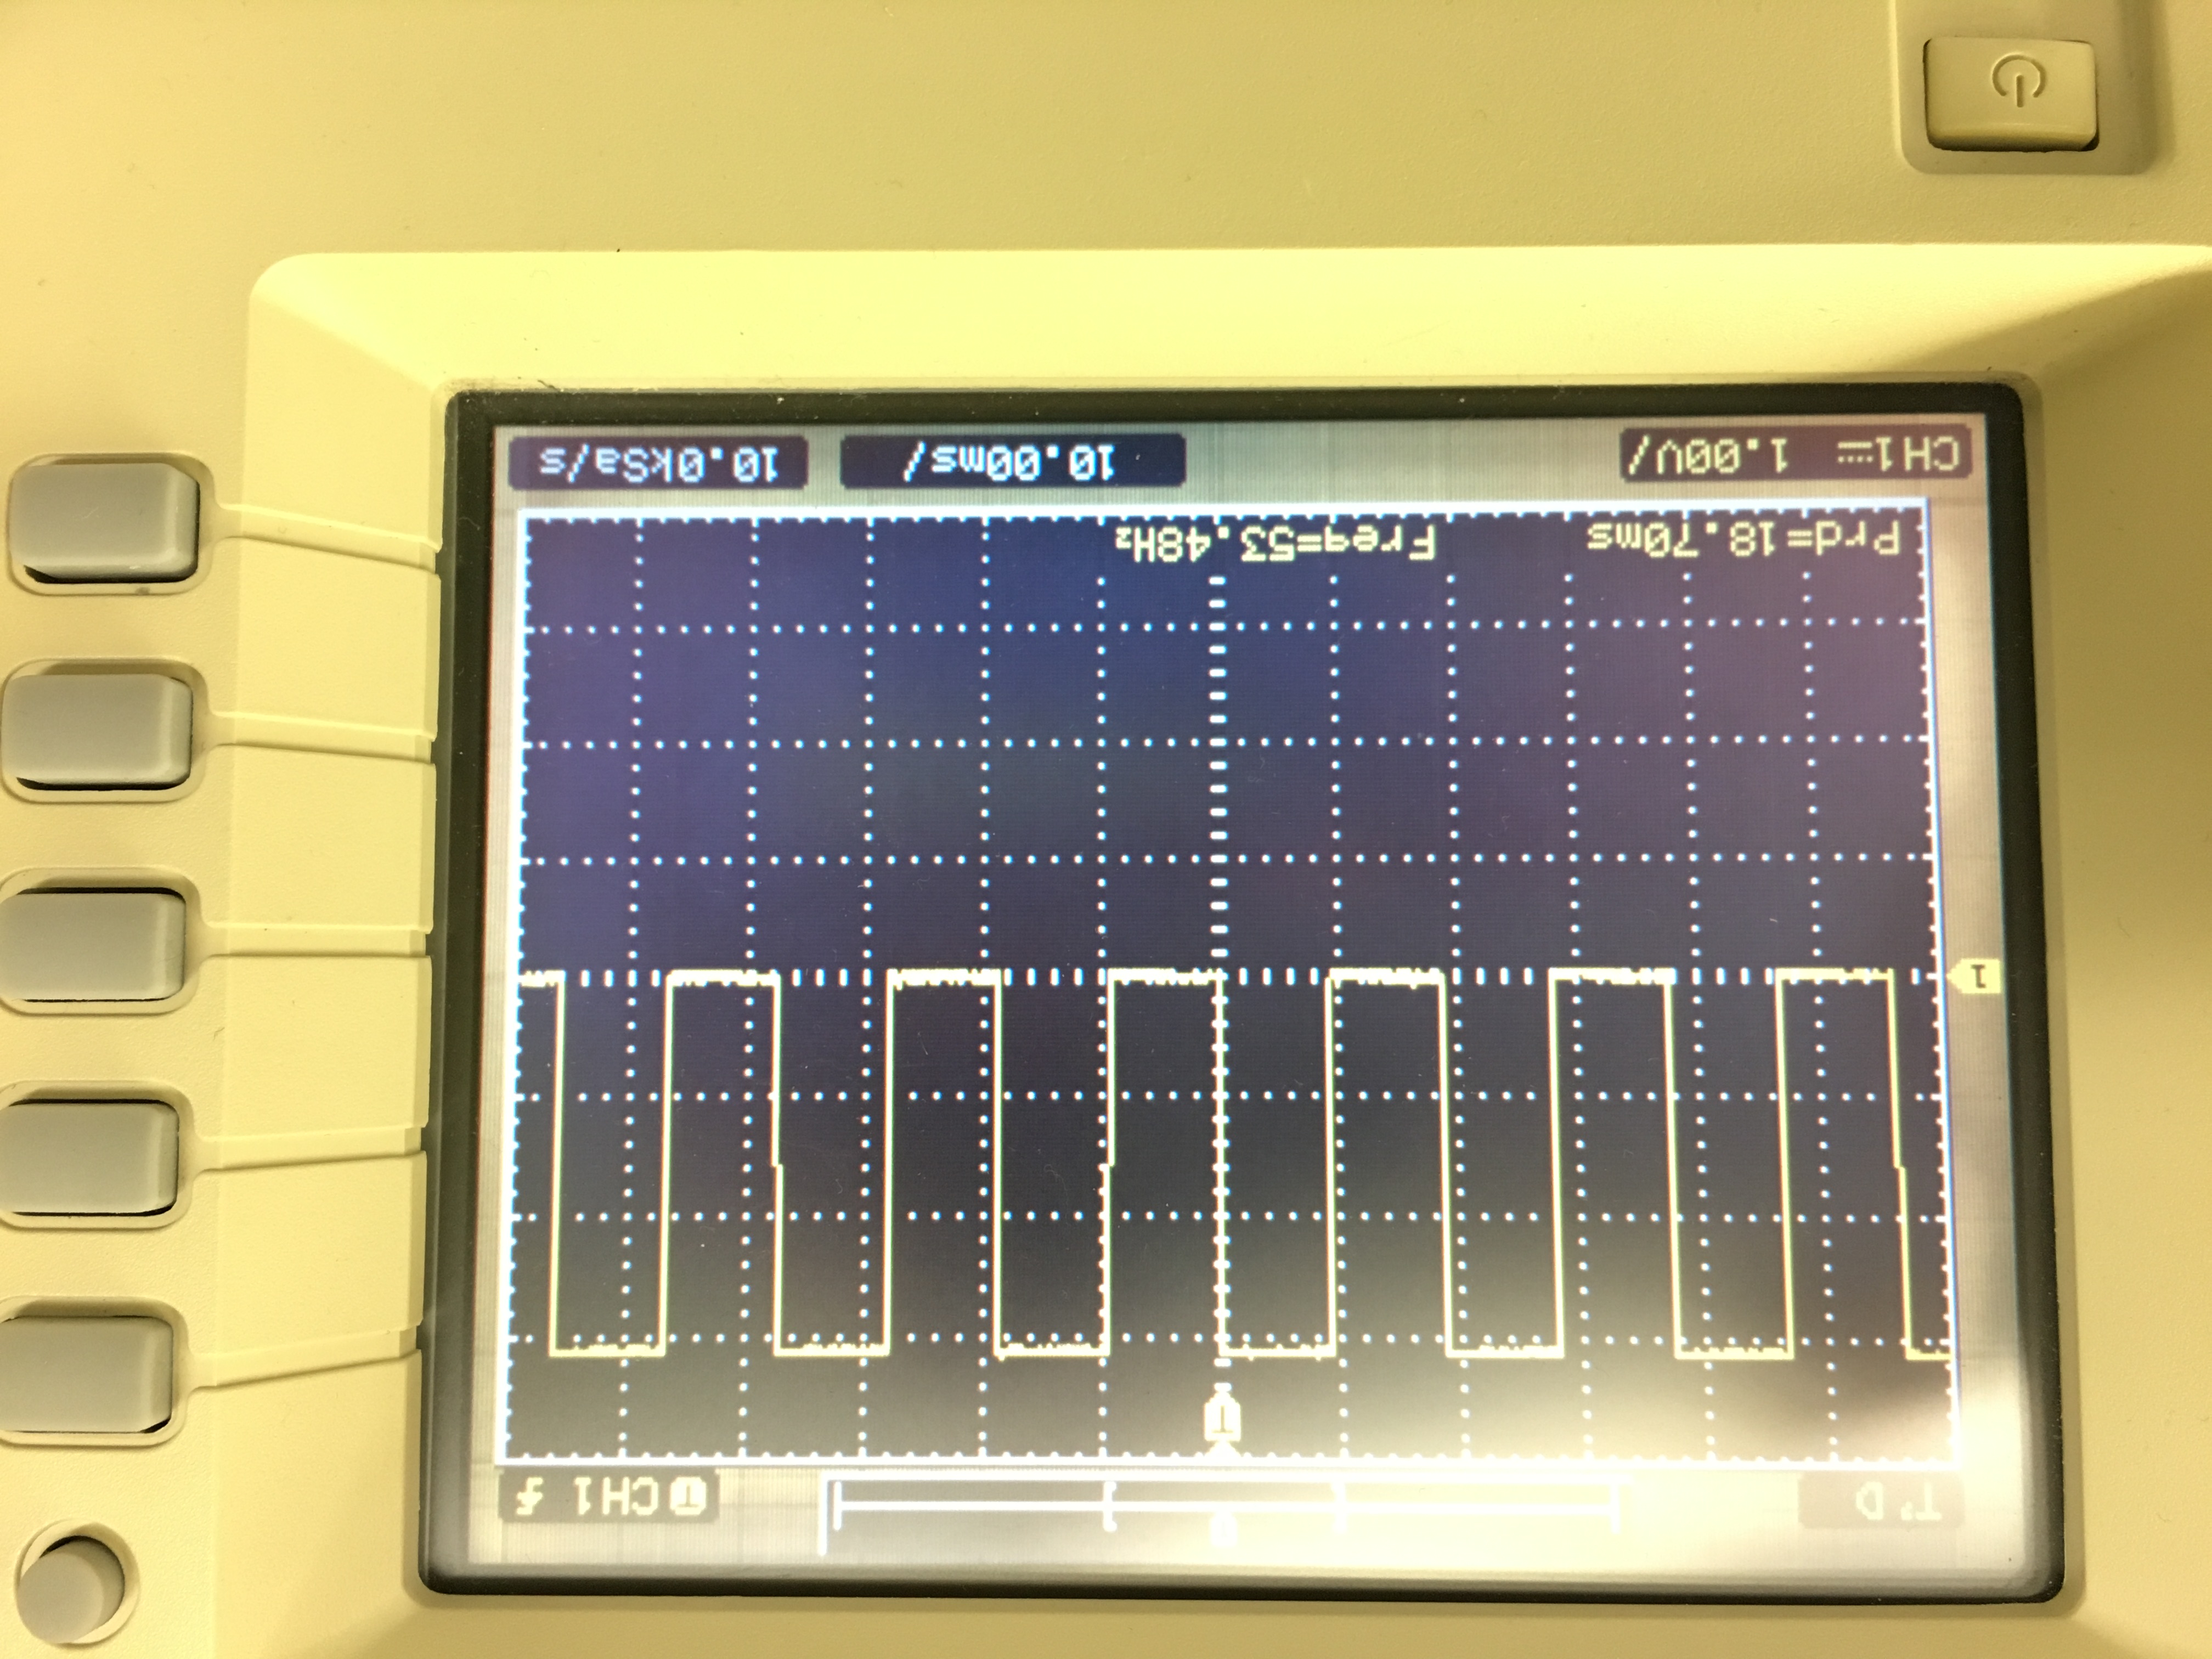 T'D
T CH1
T
1
Prd=18.70ms Freq=53.48Hz
CH1 1.00V/ 10.00ms/ 10.0kSa/s